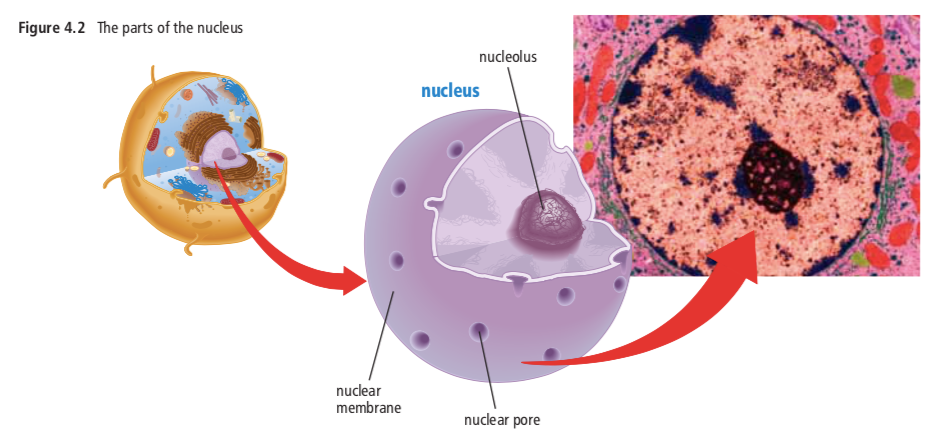 Figure 4.2 The parts of the nucleus
nucleolus
nucleus
nuclear
membrane
nuclear pore